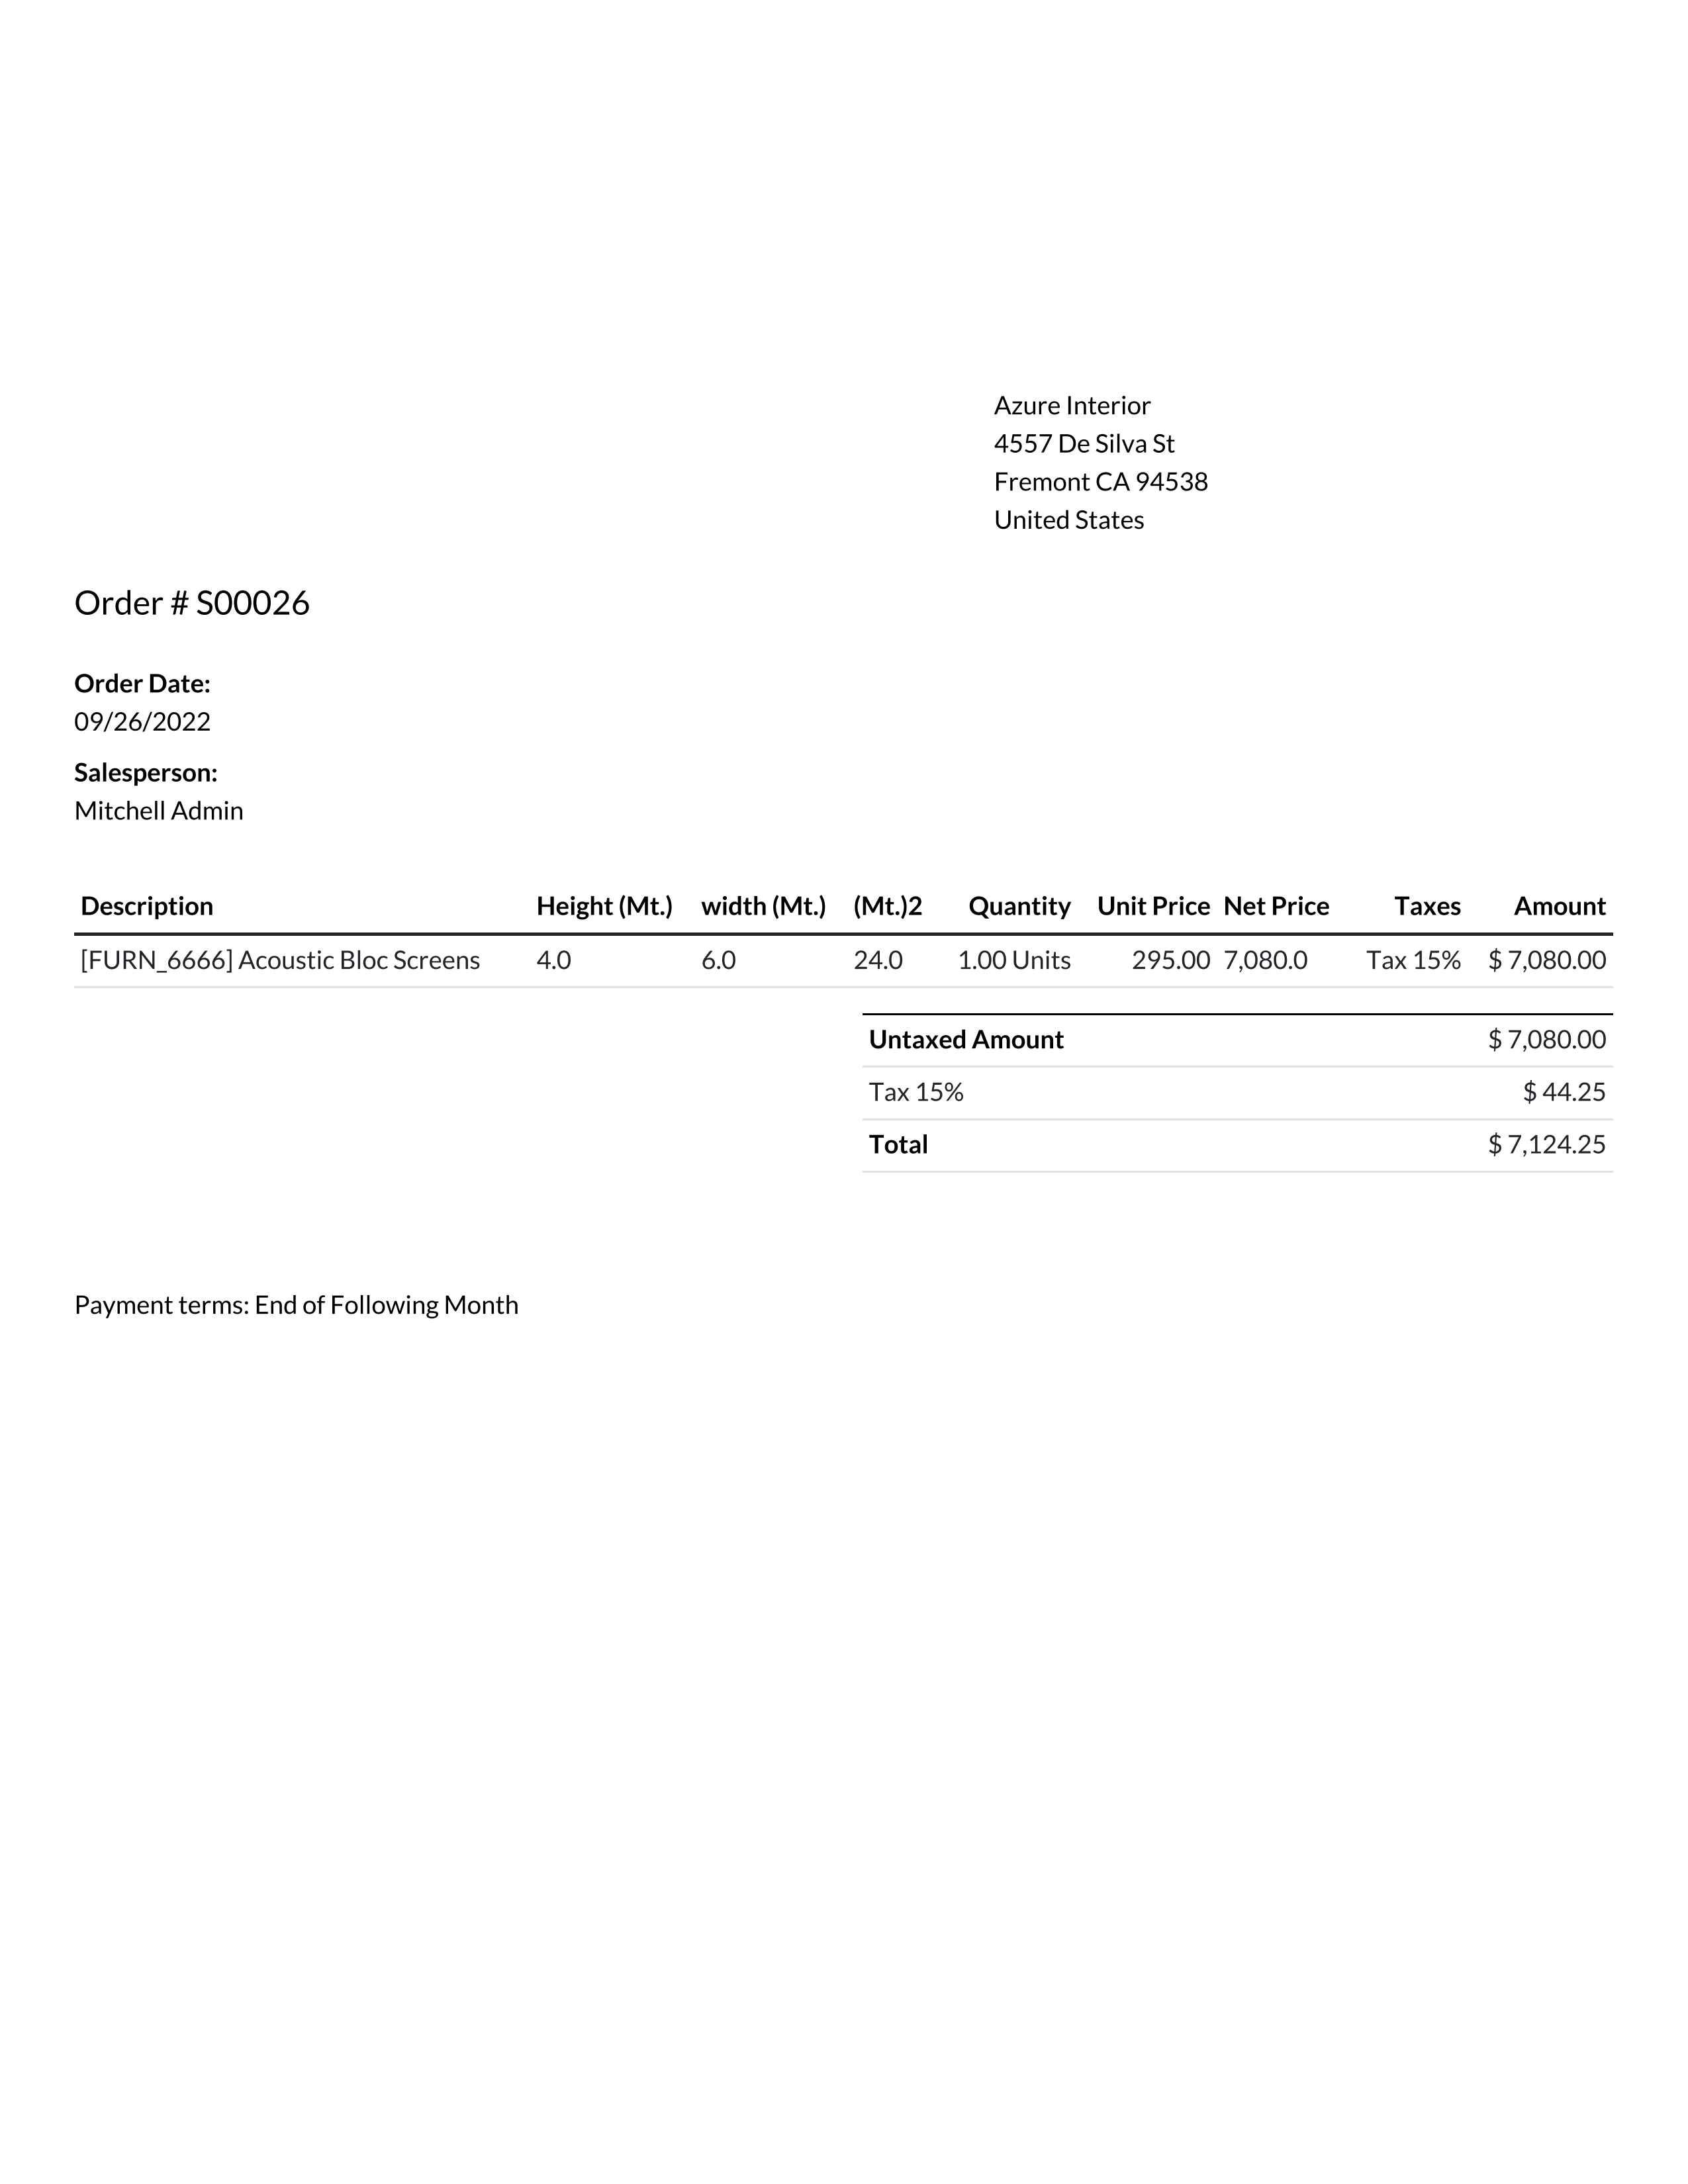 Azure Interior
4557 De Silva St
Fremont CA 94538
United States
Order # S00026
Order Date:
09/26/2022
Salesperson:
Mitchell Admin
Description Height (Mt.) width (Mt.) (Mt.)2 Quantity Unit Price Net Price Taxes Amount
[FURN_6666] Acoustic Bloc Screens 4.0 6.0 24.0 1.00 Units 295.00 7,080.0 Tax 15% $ 7,080.00
Untaxed Amount $ 7,080.00
Tax 15% $ 44.25
Total $ 7,124.25
Payment terms: End of Following Month